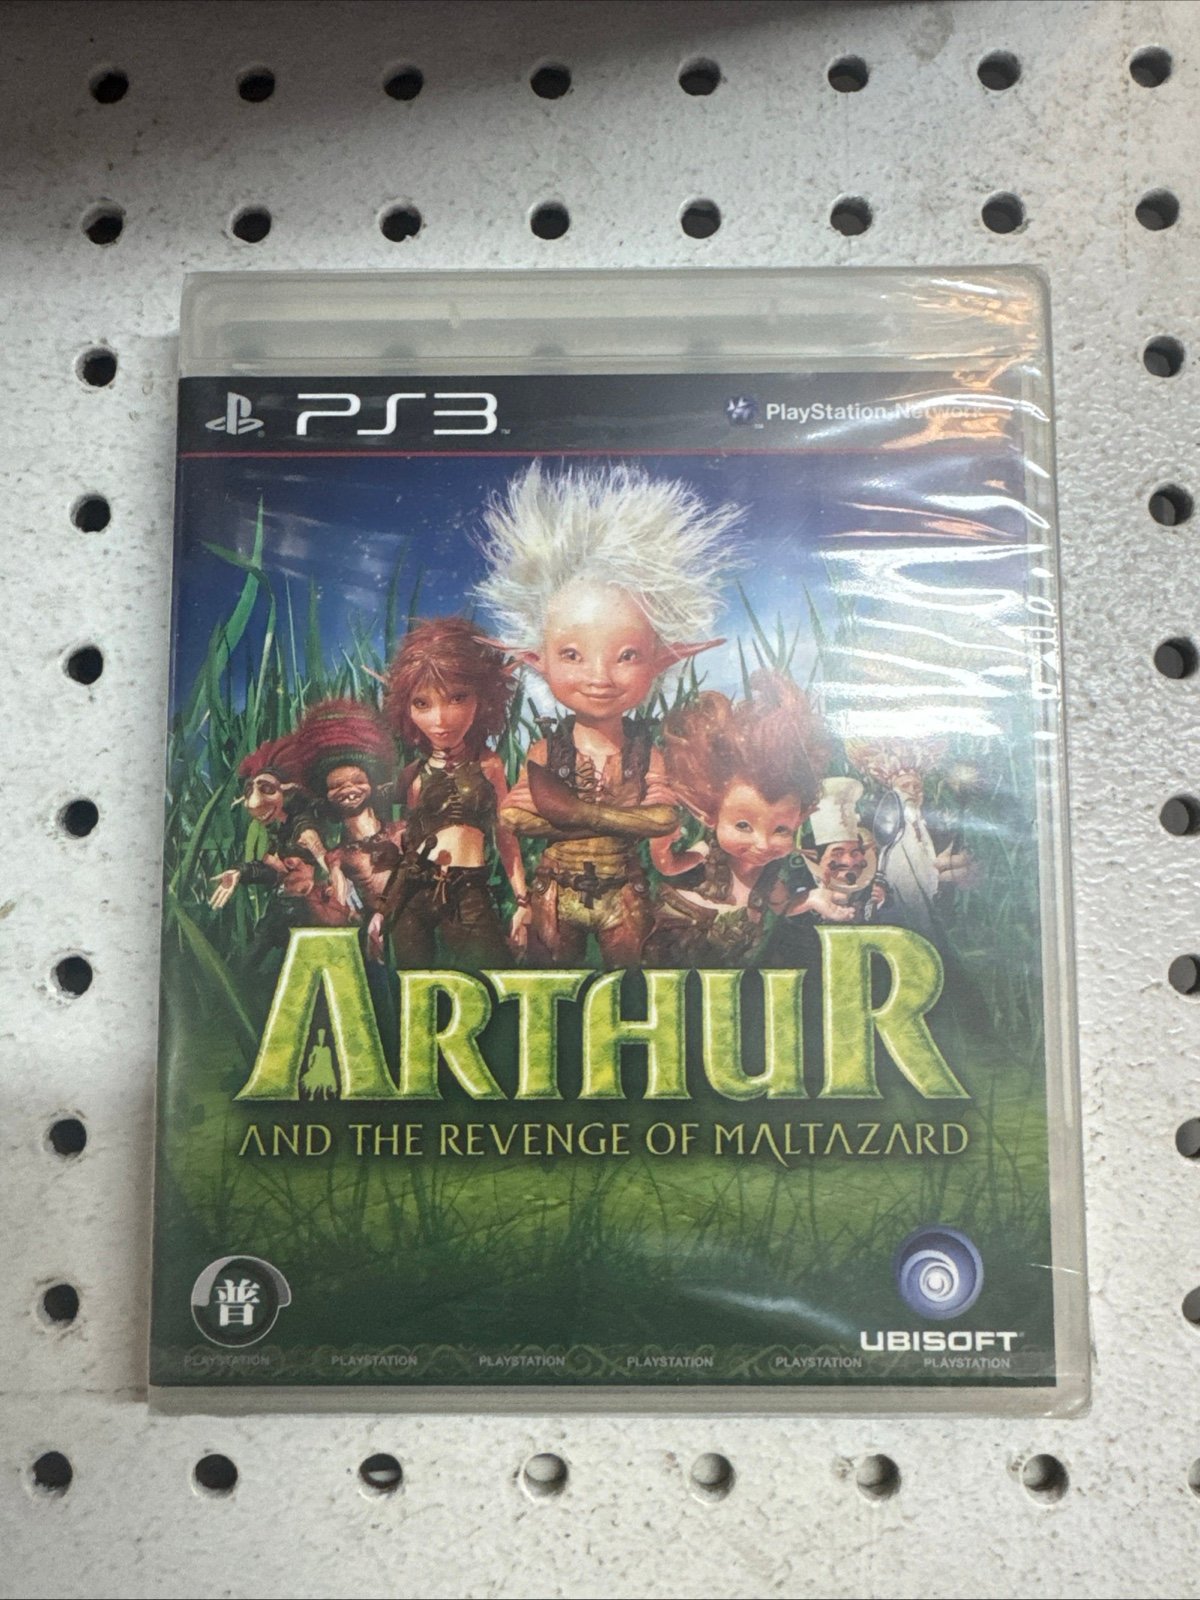 PS3
PlayStation Network
ARTHUR
AND THE REVENGE OF MALTAZARD
普
UBISOFT
PLAYSTATION PLAYSTATION PLAYSTATION PLAYSTATION PLAYSTATION PLAYSTATION